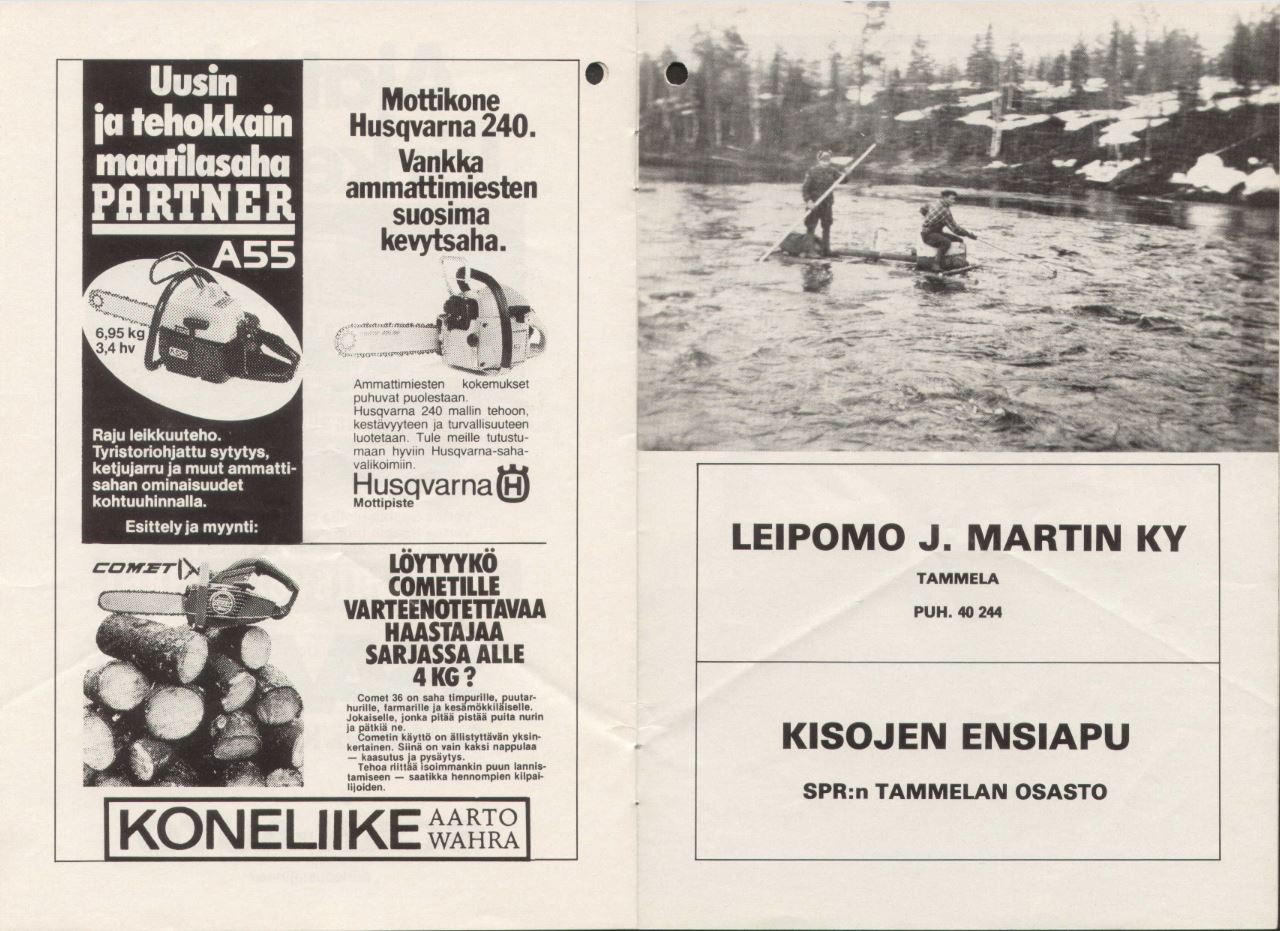 Uusin
ja tehokkain
maatilasaha
PARTNER
A55
6,95 kg
3,4 hv
A55
Raju leikkuuteho.
Tyristoriohjattu sytytys,
ketjujarru ja muut ammatti-
sahan ominaisuudet
kohtuuhinnalla.
Esittely ja myynti:
Mottikone
Husqvarna 240.
Vankka
ammattimiesten
suosima
kevytsaha.
Ammattimiesten kokemukset
puhuvat puolestaan.
Husqvarna 240 mallin tehoon,
kestävyyteen ja turvallisuuteen
luotetaan. Tule meille tutustu-
maan hyviin Husqvarna-saha-
valikoimiin.
Husqvarna H
Mottipiste
COMET
LÖYTYYKÖ
COMETILLE
VARTEENOTETTAVAA
HAASTAJAA
SARJASSA ALLE
4 KG ?
Comet 36 on saha timpurille, puutar-
hurille, farmarille ja kesämökkiläiselle.
Jokaiselle, jonka pitää pistää puita nurin
ja pätkiä ne.
Cometin käyttö on ällistyttävän yksin-
kertainen. Siinä on vain kaksi nappulaa
— kaasutus ja pysäytys.
Tehoa riittää isoimmankin puun lannis-
tamiseen — saatikka hennompien kilpai-
lijoiden.
KONELIIKE AARTO
WAHRA
LEIPOMO J. MARTIN KY
TAMMELA
PUH. 40 244
KISOJEN ENSIAPU
SPR:n TAMMELAN OSASTO